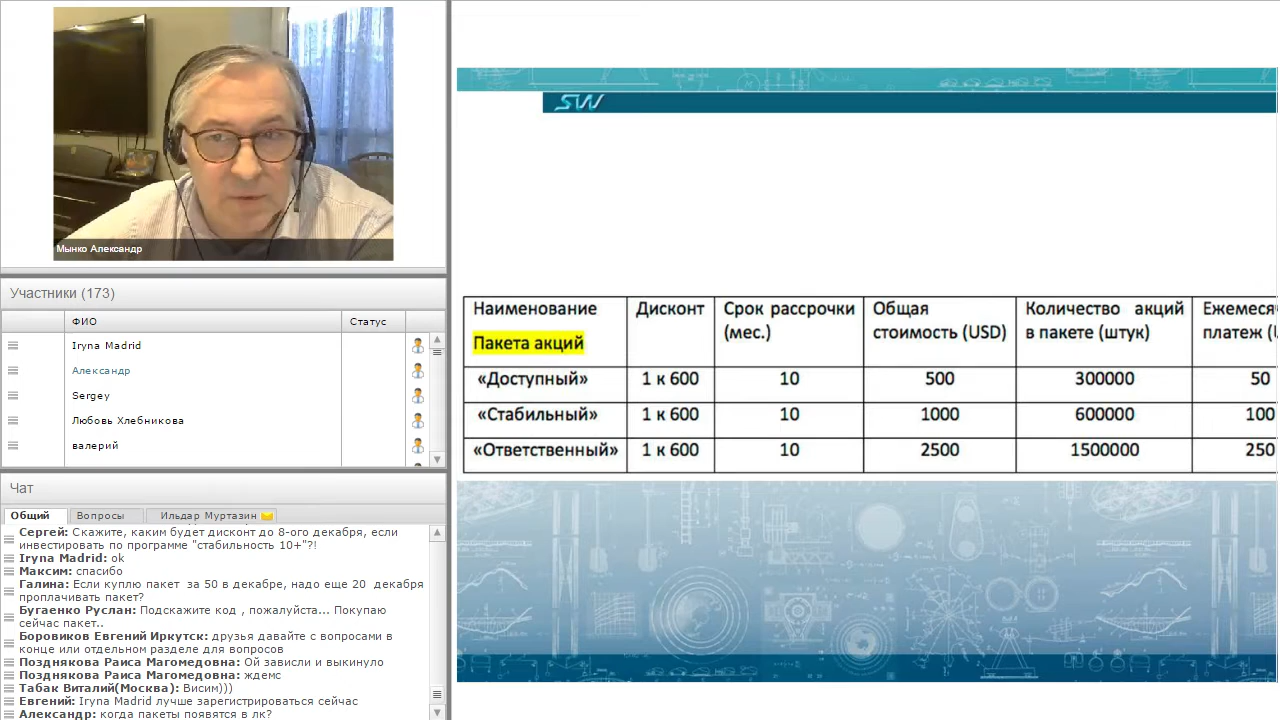 Мынко Александр
Участники (173)
ФИО
Статус
Iryna Madrid
Александр
Sergey
Любовь Хлебникова
валерий
Чат
Общий
Вопросы
Ильдар Муртазин
Сергей: Скажите, каким будет дисконт до 8-ого декабря, если
инвестировать по программе "стабильность 10+"?!
Iryna Madrid: ok
Максим: спасибо
Галина: Если куплю пакет за 50 в декабре, надо еще 20 декабря
проплачивать пакет?
Бугаенко Руслан: Подскажите код , пожалуйста... Покупаю
сейчас пакет..
Боровиков Евгений Иркутск: друзья давайте с вопросами в
конце или отдельном разделе для вопросов
Позднякова Раиса Магомедовна: Ой зависли и выкинуло
Позднякова Раиса Магомедовна: ждемс
Табак Виталий(Москва): Висим)))
Евгений: Iryna Madrid лучше зарегистрироваться сейчас
Александр: когда пакеты появятся в лк?
SW
Наименование Дисконт Срок рассрочки Общая Количество акций Ежемеся
Пакета акций (мес.) стоимость (USD) в пакете (штук) платеж (
«Доступный» 1 к 600 10 500 300000 50
«Стабильный» 1 к 600 10 1000 600000 100
«Ответственный» 1 к 600 10 2500 1500000 250